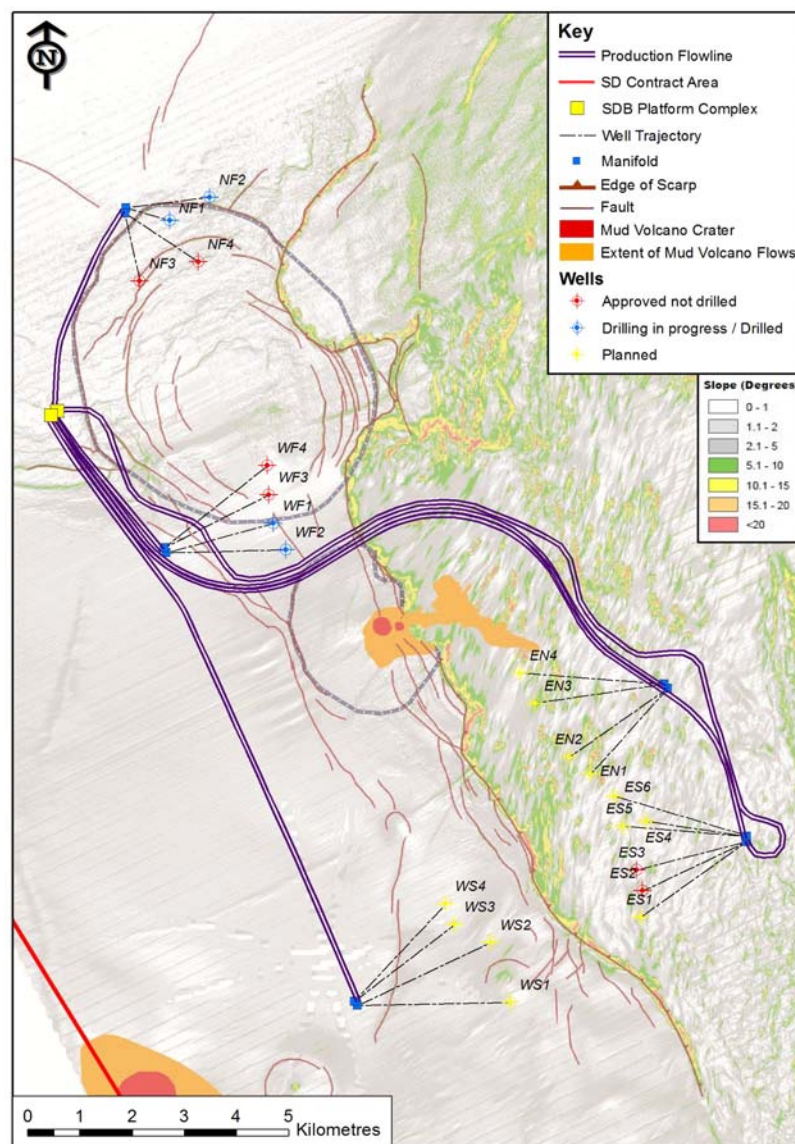 N
Key
Production Flowline
SD Contract Area
SDB Platform Complex
Well Trajectory
Manifold
Edge of Scarp
Fault
Mud Volcano Crater
Extent of Mud Volcano Flows
Wells
Approved not drilled
Drilling in progress / Drilled
Planned
Slope (Degrees)
0 - 1
1.1 - 2
2.1 - 5
5.1 - 10
10.1 - 15
15.1 - 20
<20
NF2
NF1
NF4
NF3
WF4
WF3
WF1
WF2
EN4
EN3
EN2
EN1
ES6
ES5
ES4
ES3
ES2
ES1
WS4
WS3
WS2
WS1
0 1 2 3 4 5
Kilometres